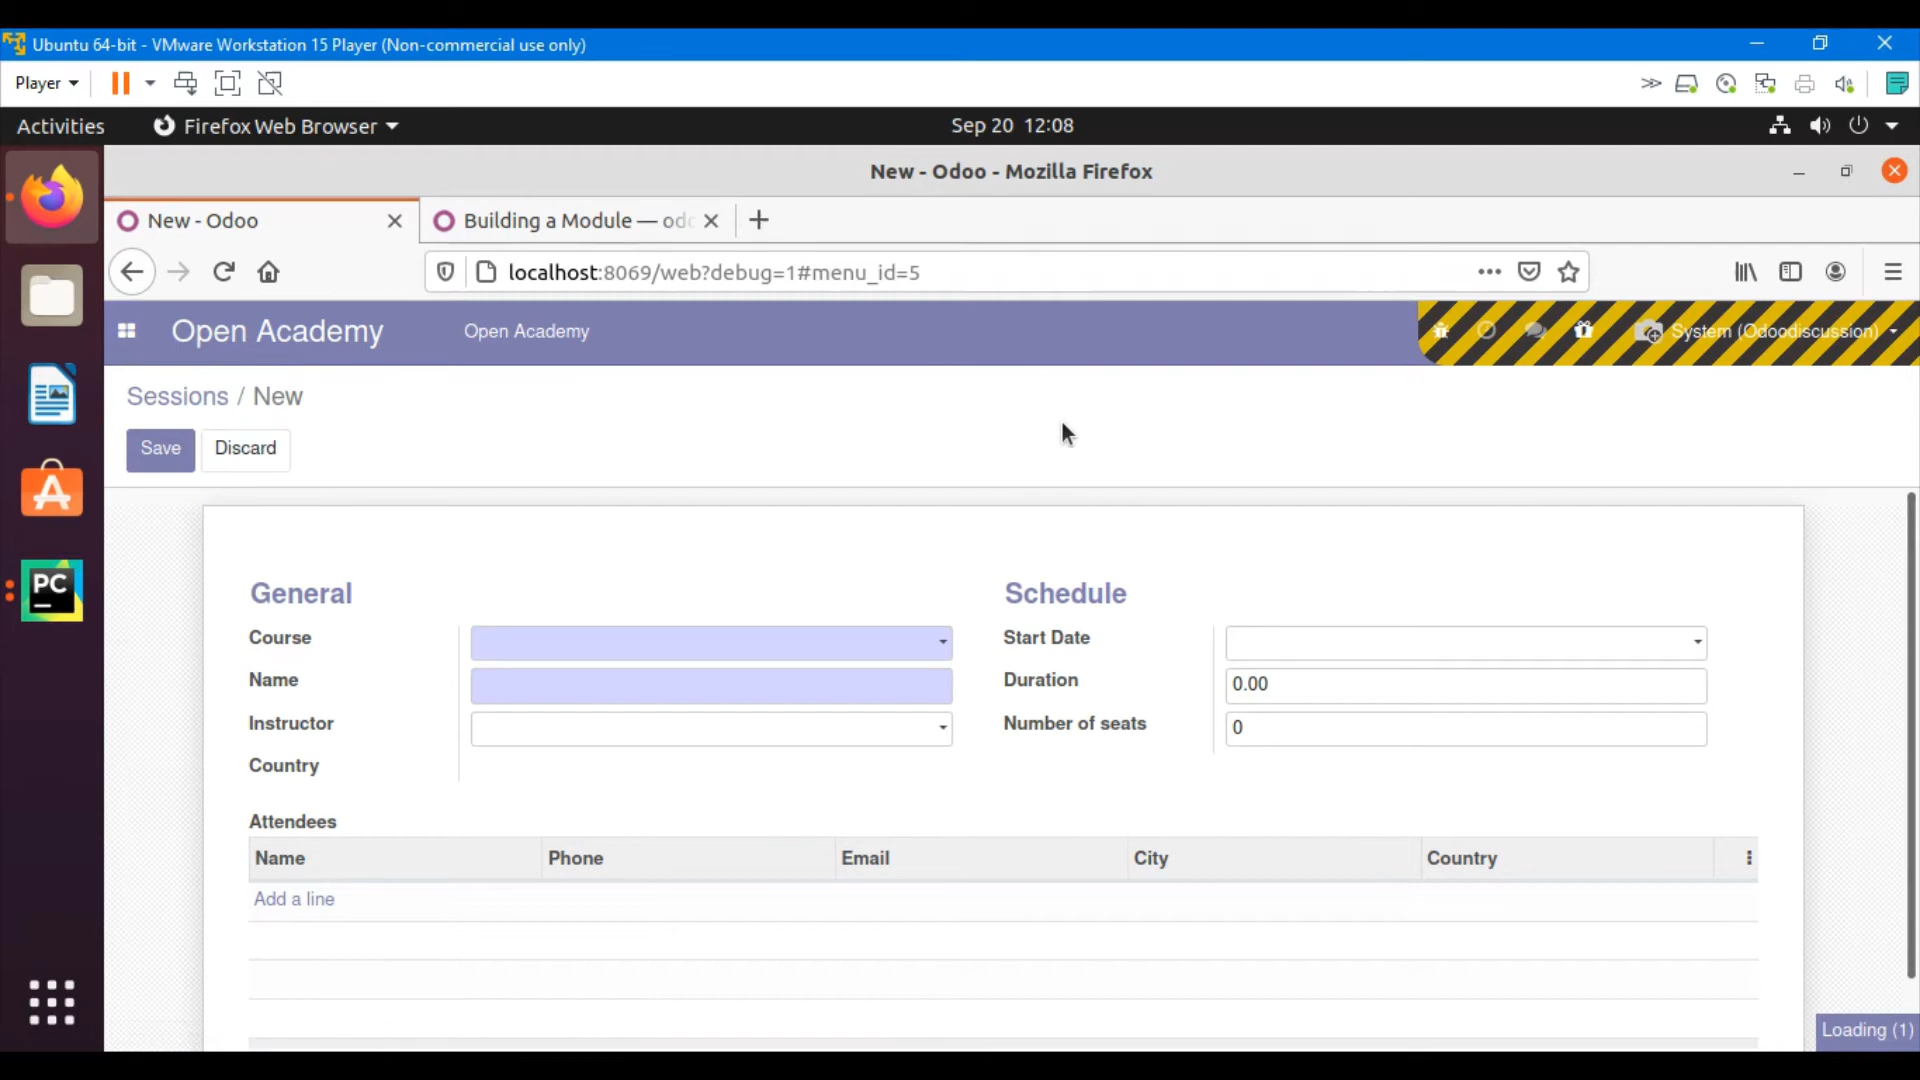 Ubuntu 64-bit - VMware Workstation 15 Player (Non-commercial use only)
Player
Activities
Firefox Web Browser
Sep 20 12:08
New - Odoo - Mozilla Firefox
New - Odoo
Building a Module — odo
localhost:8069/web?debug=1#menu_id=5
Open Academy
Open Academy
System (Odoodiscussion)
Sessions / New
Save
Discard
PC
General
Schedule
Course
Start Date
Name
Duration
0.00
Instructor
Number of seats
0
Country
Attendees
Name
Phone
Email
City
Country
Add a line
Loading (1)